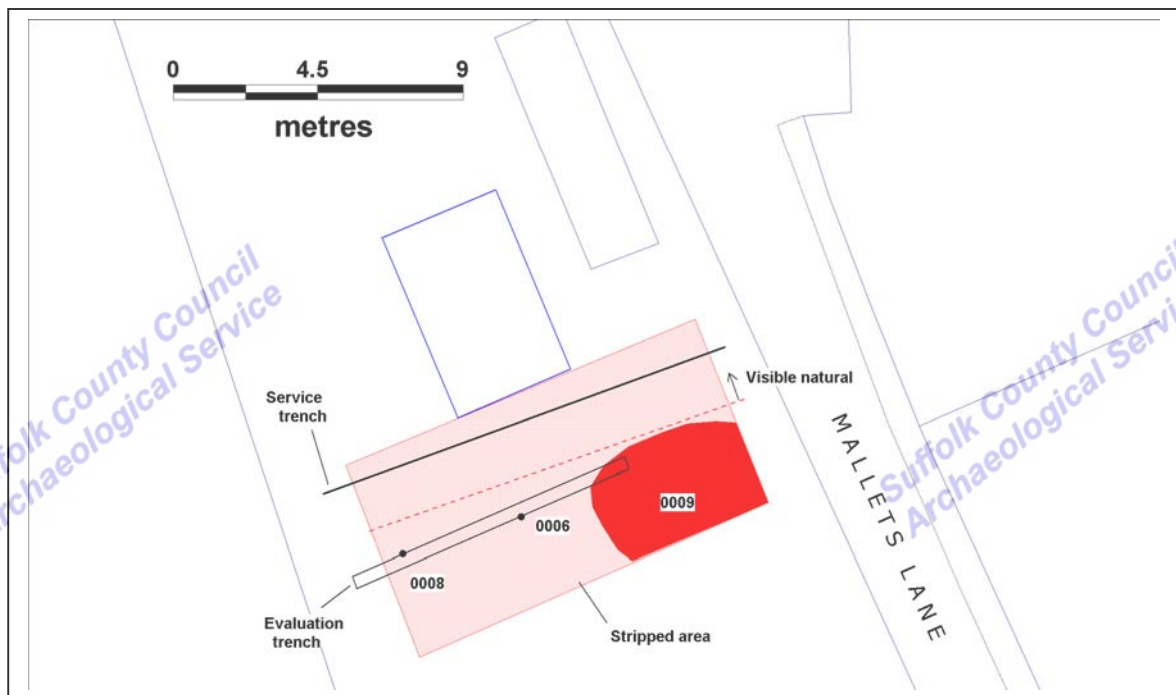 0 4.5 9
metres
Suffolk County Council
Archaeological Service
Suffolk County Council
Archaeological Service
Service
trench
Visible natural
MALLETS LANE
0009
0006
0008
Evaluation
trench
Stripped area